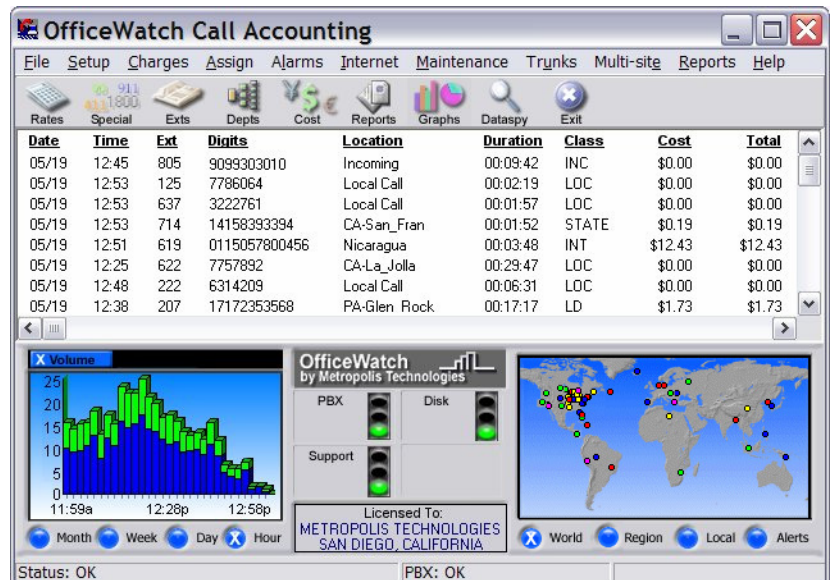 OfficeWatch Call Accounting
File Setup Charges Assign Alarms Internet Maintenance Trunks Multi-site Reports Help
911
411 1800
Rates Special Exts Depts Cost Reports Graphs Dataspy Exit
Date Time Ext Digits Location Duration Class Cost Total
05/19 12:45 805 9099303010 Incoming 00:09:42 INC $0.00 $0.00
05/19 12:53 125 7786064 Local Call 00:02:19 LOC $0.00 $0.00
05/19 12:53 637 3222761 Local Call 00:01:57 LOC $0.00 $0.00
05/19 12:53 714 14158393394 CA-San_Fran 00:01:52 STATE $0.19 $0.19
05/19 12:51 619 0115057800456 Nicaragua 00:03:48 INT $12.43 $12.43
05/19 12:25 622 7757892 CA-La_Jolla 00:29:47 LOC $0.00 $0.00
05/19 12:48 222 6314209 Local Call 00:06:31 LOC $0.00 $0.00
05/19 12:38 207 17172353568 PA-Glen Rock 00:17:17 LD $1.73 $1.73
X Volume
25
20
15
10
5
0
11:59a 12:28p 12:58p
Month Week Day X Hour
OfficeWatch
by Metropolis Technologies
PBX Disk
Support
Licensed To:
METROPOLIS TECHNOLOGIES
SAN DIEGO, CALIFORNIA
X World Region Local Alerts
Status: OK PBX: OK